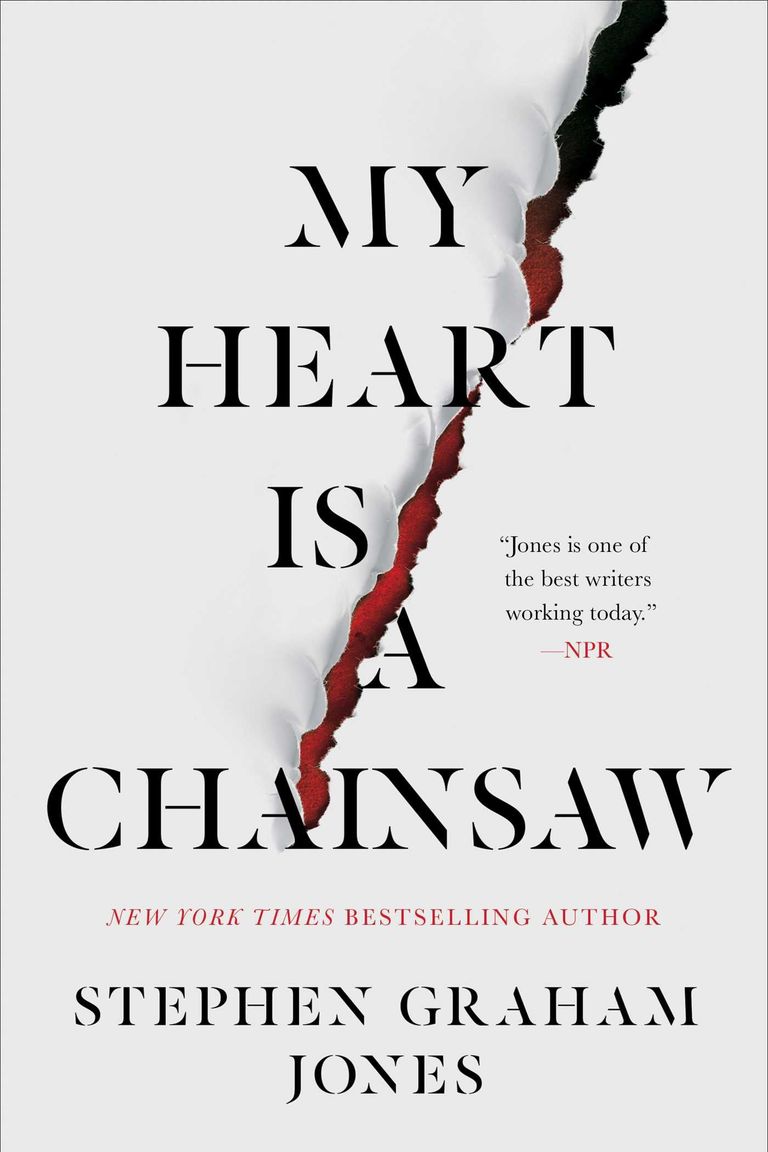 MY
HEART
IS
A
CHAINSAW
“Jones is one of
the best writers
working today.”
—NPR
NEW YORK TIMES BESTSELLING AUTHOR
STEPHEN GRAHAM
JONES